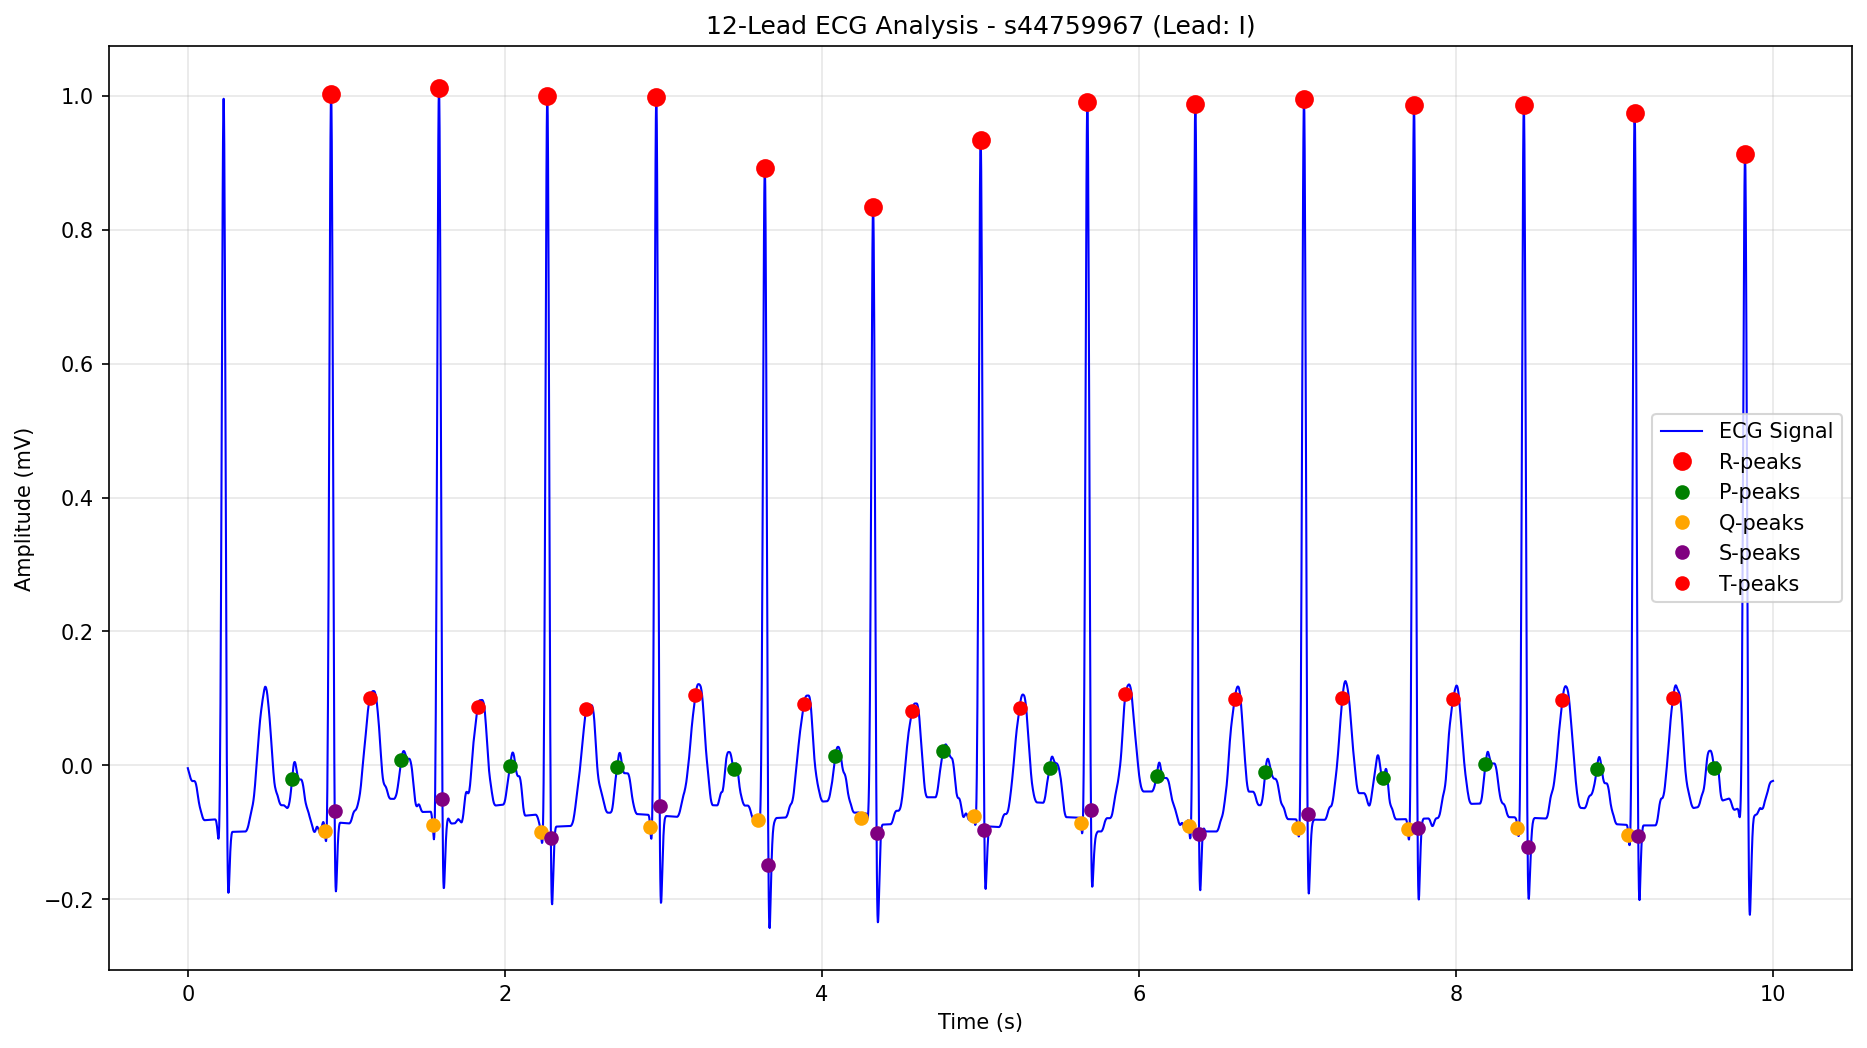 12-Lead ECG Analysis - s44759967 (Lead: I)
Amplitude (mV)
1.0
0.8
0.6
0.4
0.2
0.0
−0.2
ECG Signal
R-peaks
P-peaks
Q-peaks
S-peaks
T-peaks
0 2 4 6 8 10
Time (s)